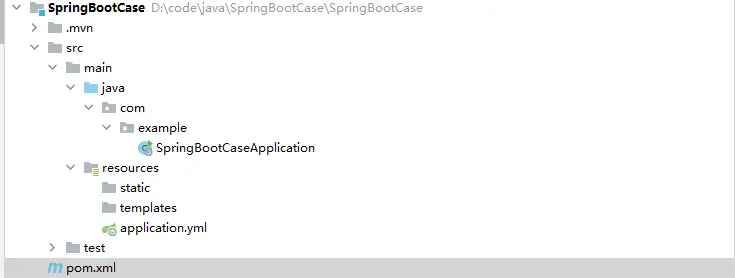 SpringBootCase D:\code\java\SpringBootCase\SpringBootCase
.mvn
src
main
java
com
example
SpringBootCaseApplication
resources
static
templates
application.yml
test
pom.xml